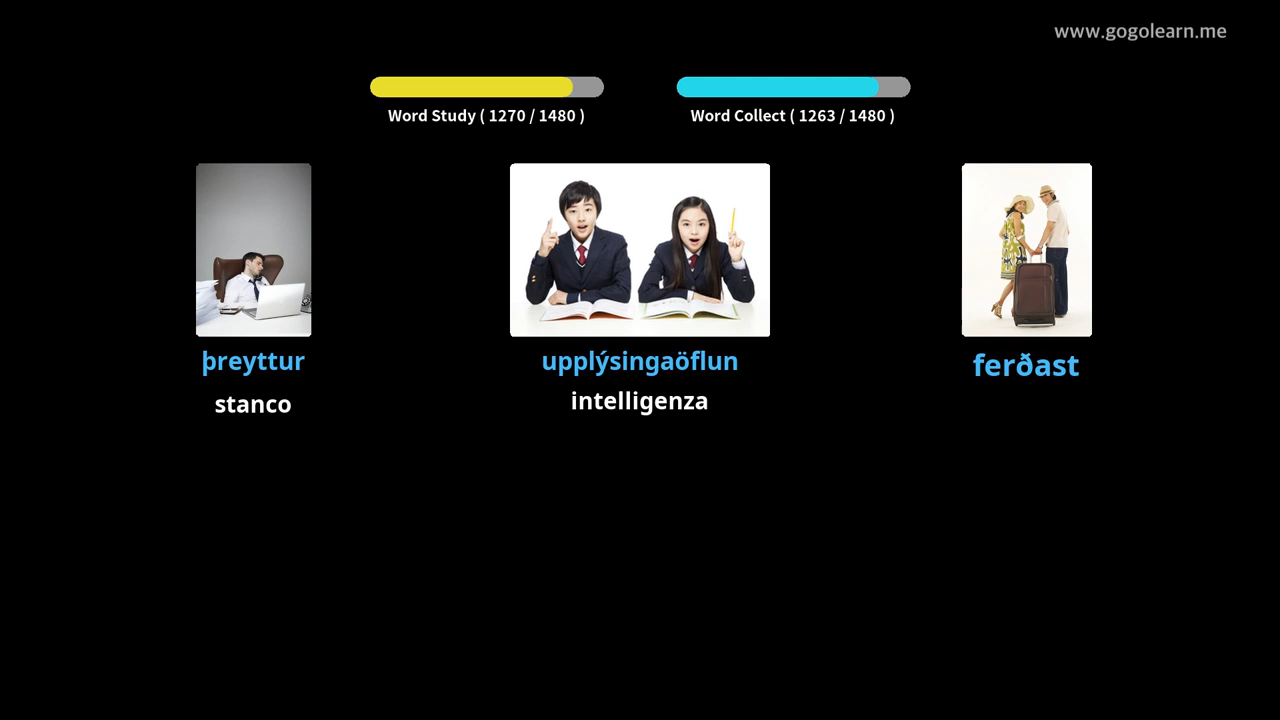 www.gogolearn.me
Word Study ( 1270 / 1480 )
Word Collect ( 1263 / 1480 )
þreyttur
upplýsingaöflun
ferðast
stanco
intelligenza